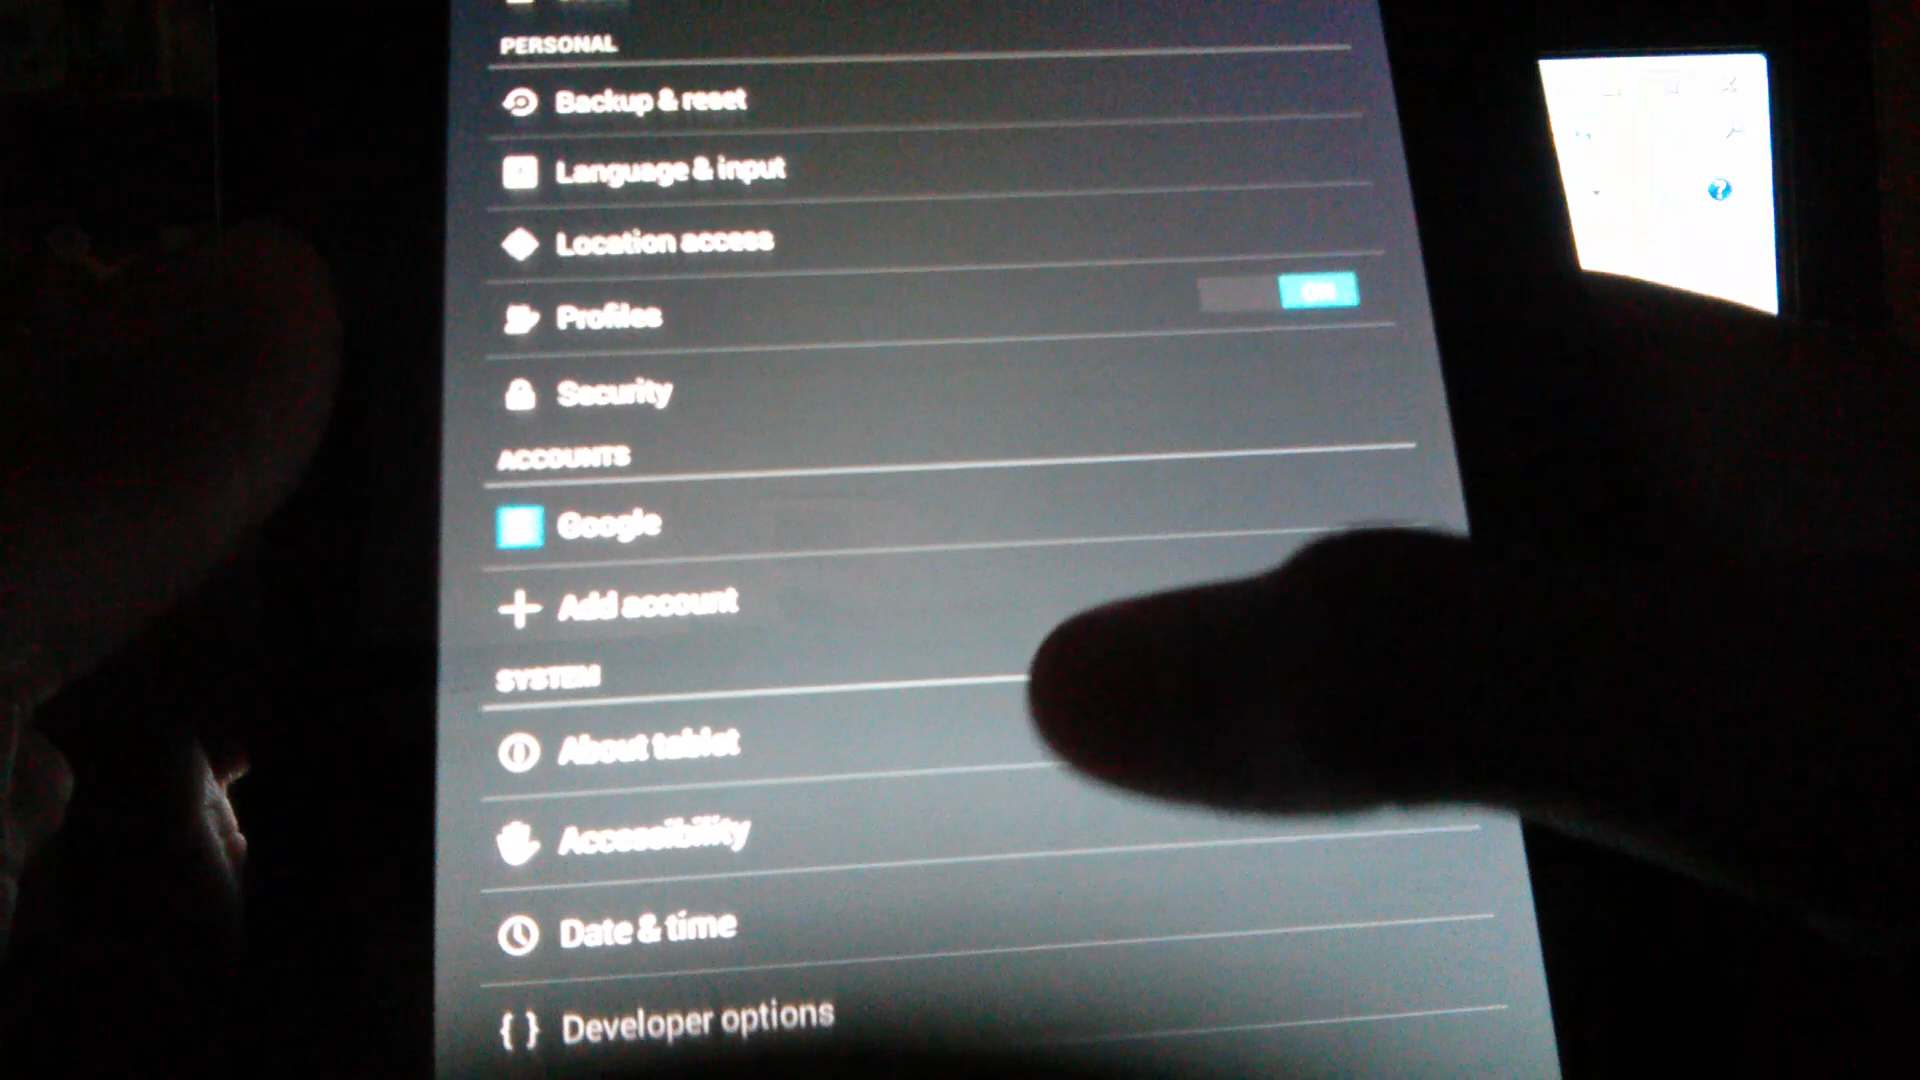 PERSONAL
Backup & reset
Language & input
Location access
Profiles
ON
Security
ACCOUNTS
Google
Add account
SYSTEM
About tablet
Accessibility
Date & time
{ } Developer options
?